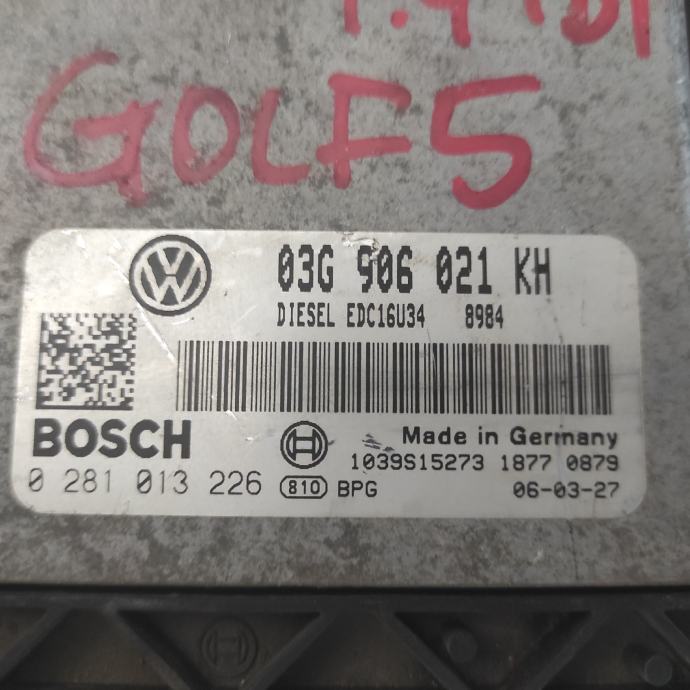 GOLF5
03G 906 021 KH
DIESEL EDC16U34 8984
BOSCH
Made in Germany
1039S15273 1877 0879
0 281 013 226 810 BPG 06-03-27